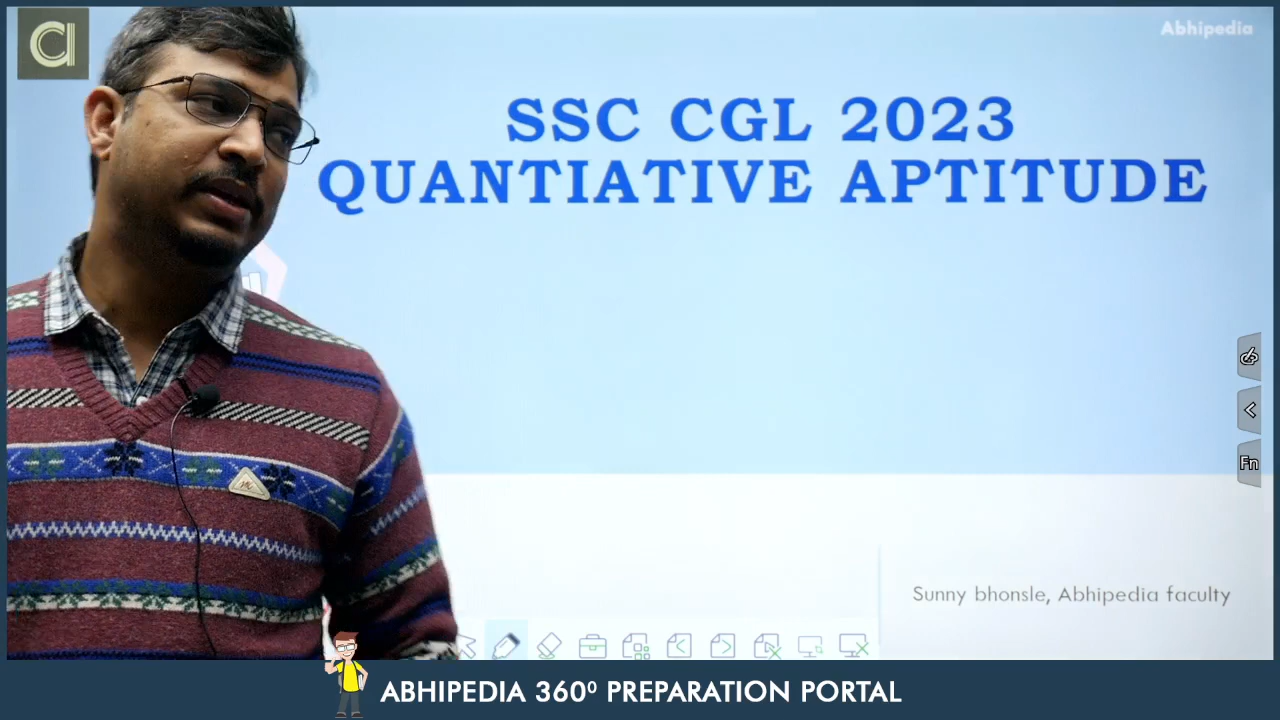 Abhipedia
SSC CGL 2023
QUANTIATIVE APTITUDE
Fn
Sunny bhonsle, Abhipedia faculty
ABHIPEDIA 360⁰ PREPARATION PORTAL